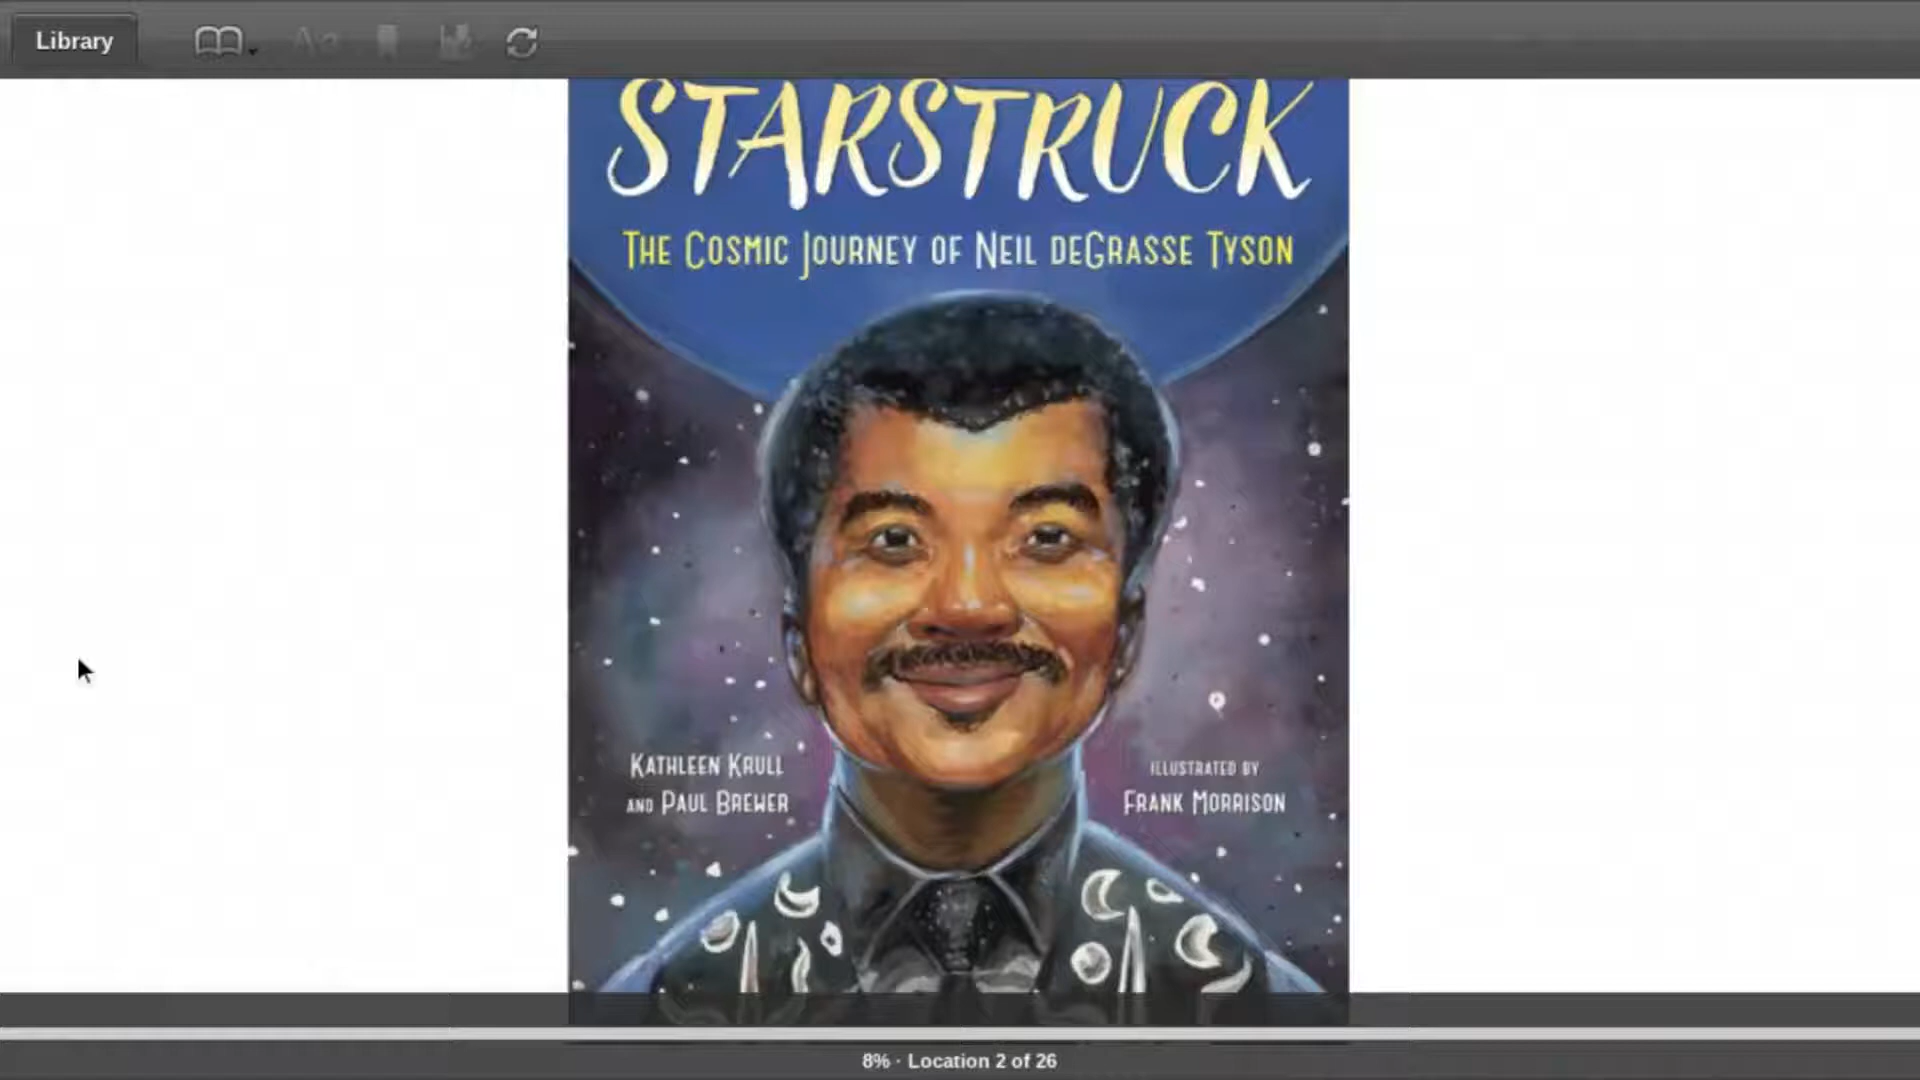 Library
Aa
STARSTRUCK
THE COSMIC JOURNEY OF NEIL DEGRASSE TYSON
KATHLEEN KRULL
AND PAUL BREWER
ILLUSTRATED BY
FRANK MORRISON
8% · Location 2 of 26